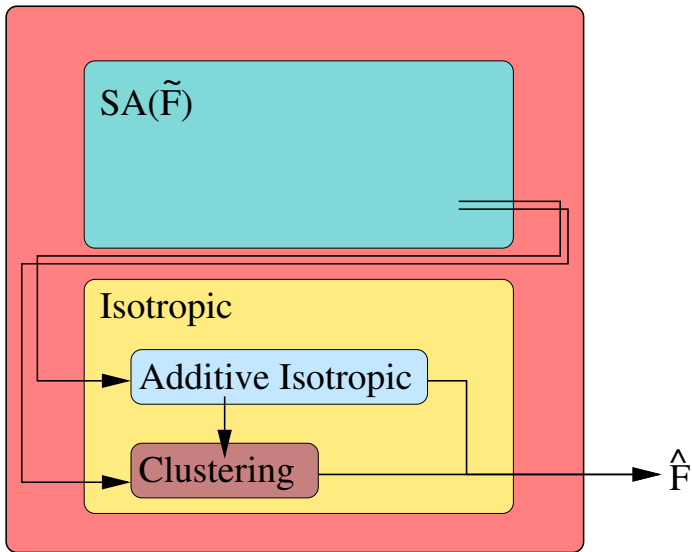 SA(F̃)
Isotropic
Additive Isotropic
Clustering
F̂